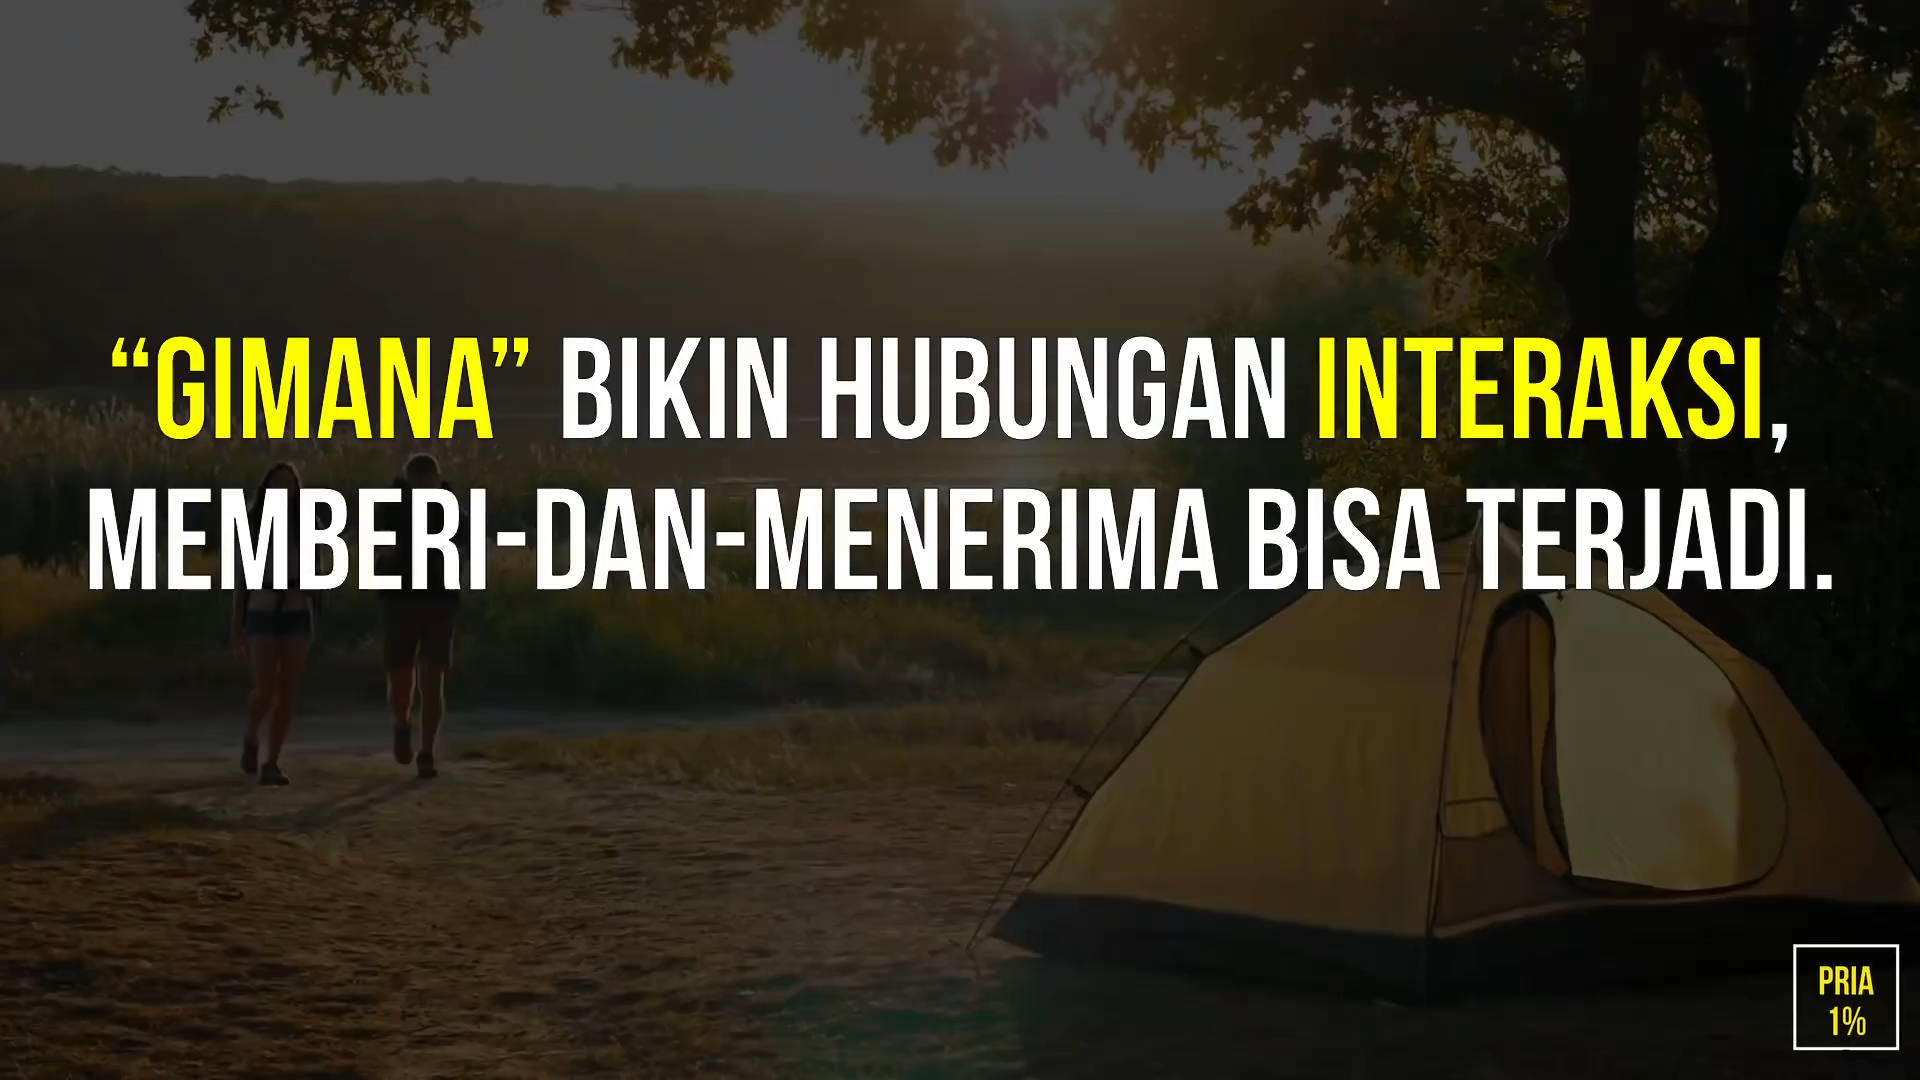 “GIMANA” BIKIN HUBUNGAN INTERAKSI,
MEMBERI-DAN-MENERIMA BISA TERJADI.
PRIA
1%